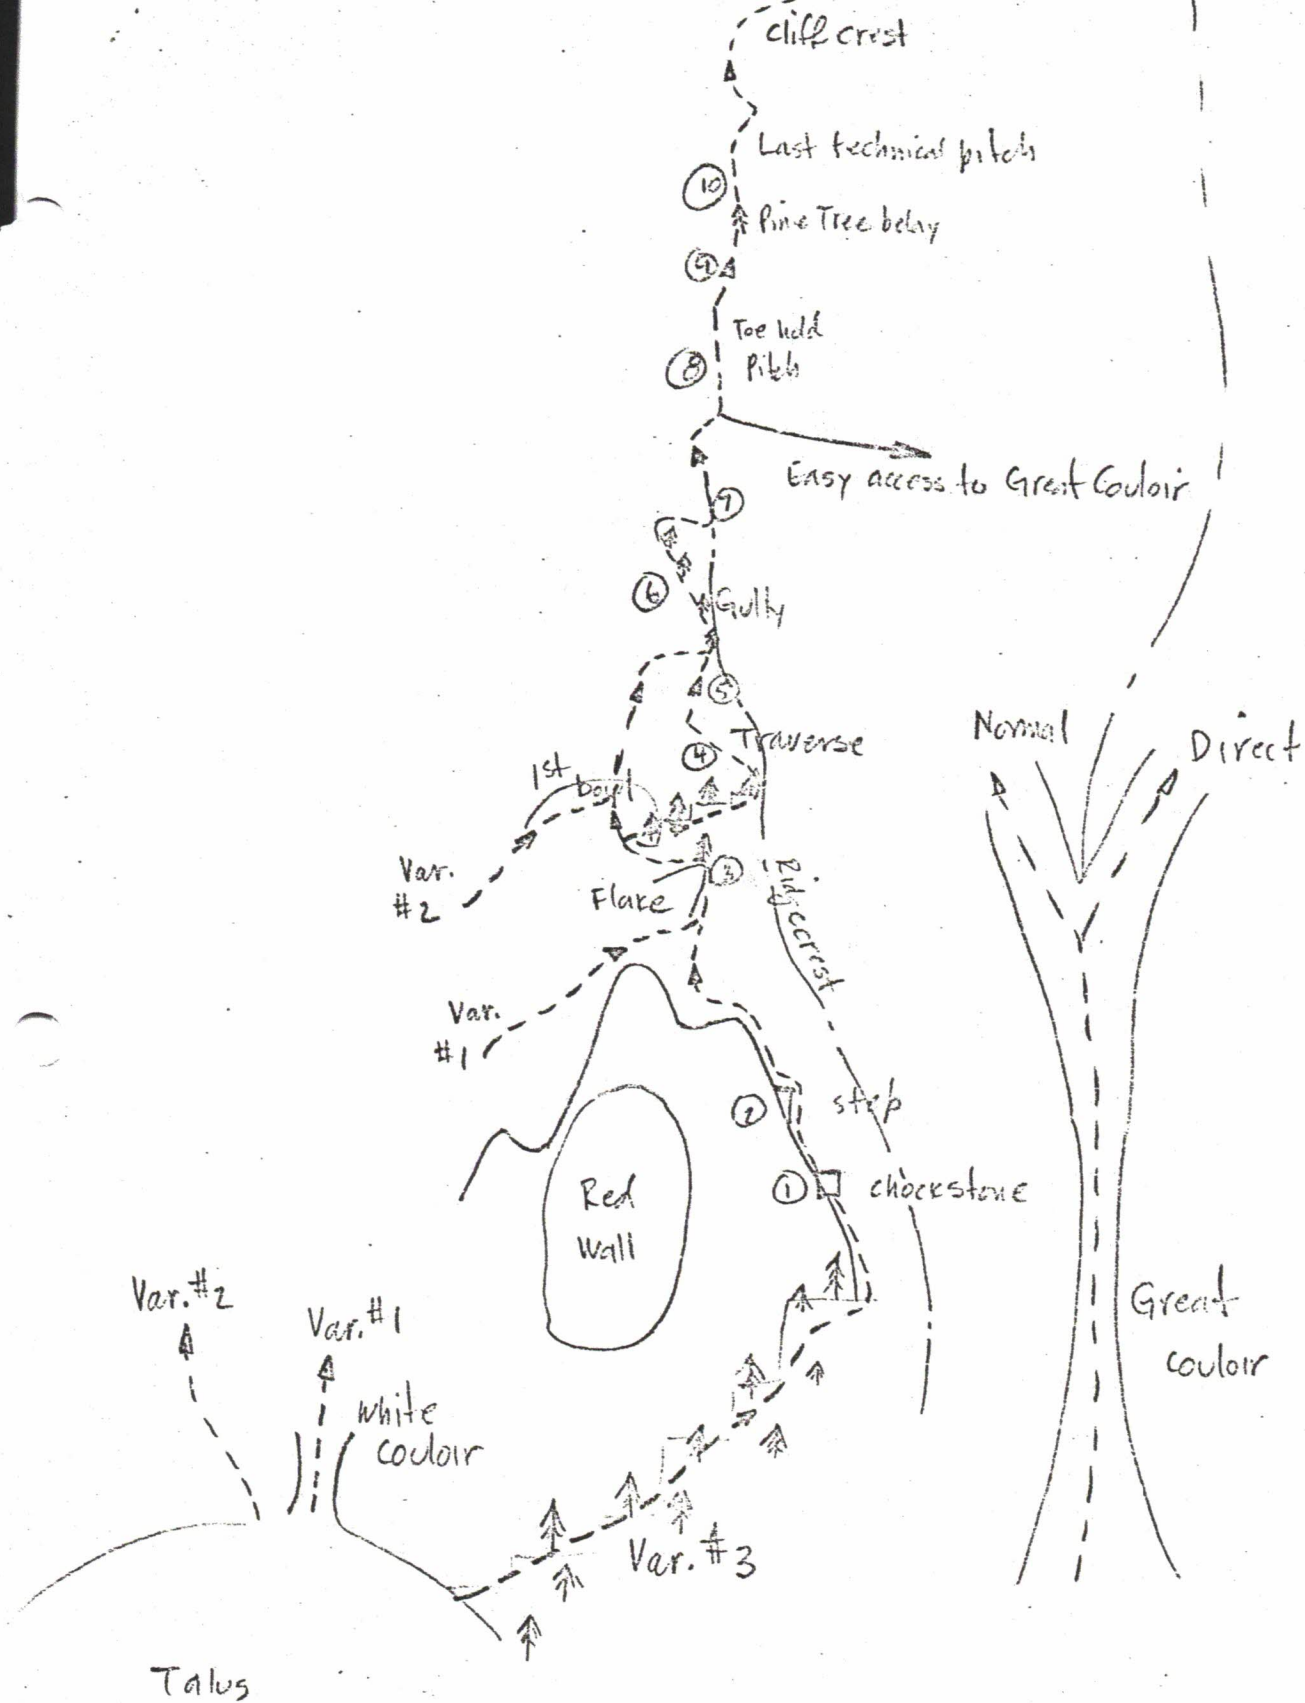 cliff crest
Last technical pitch
10
Pine Tree belay
9
Toe hold
Pitch
8
Easy access to Great Couloir
7
6
Gully
5
Normal
Direct
Traverse
4
1st bowl
Var.
#2
3
Flake
Ridgecrest
Var.
#1
step
2
1
chockstone
Red
Wall
Var. #2
Var. #1
Great
Couloir
White
Couloir
Var. #3
Talus